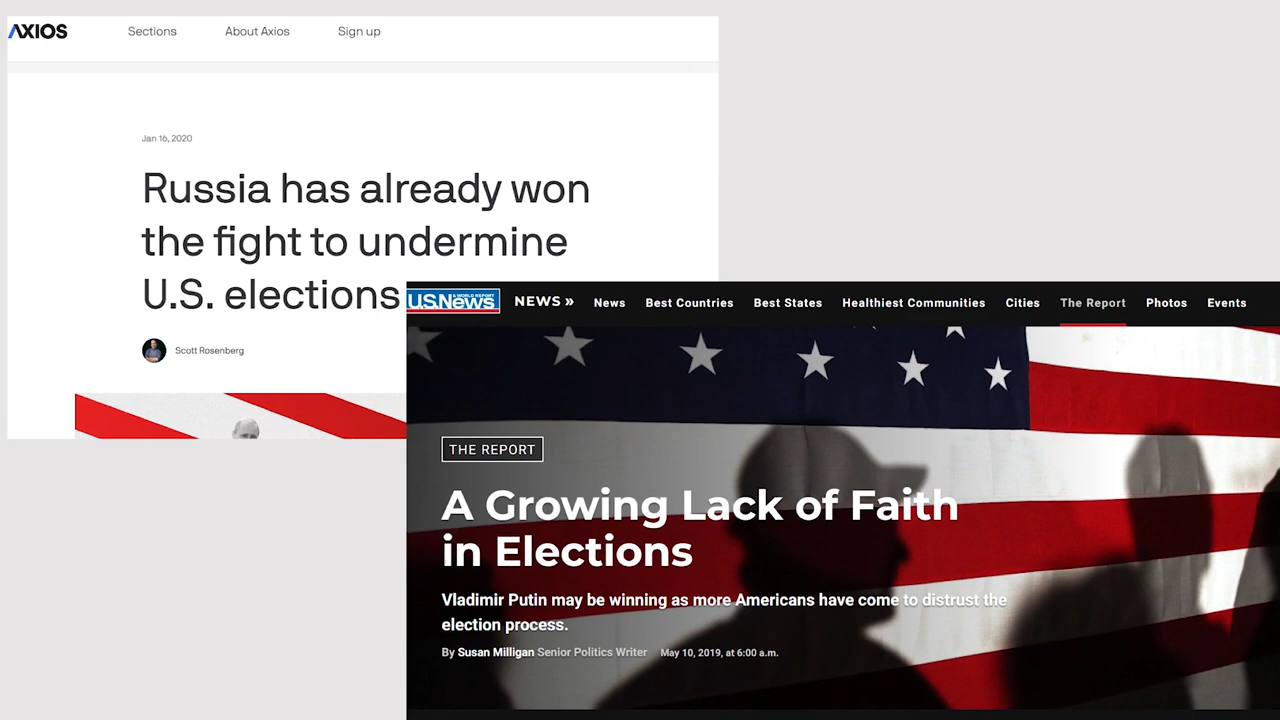 AXIOS Sections About Axios Sign up
Jan 16, 2020
Russia has already won
the fight to undermine
U.S. elections
Scott Rosenberg
U.S.News & WORLD REPORT NEWS » News Best Countries Best States Healthiest Communities Cities The Report Photos Events
THE REPORT
A Growing Lack of Faith
in Elections
Vladimir Putin may be winning as more Americans have come to distrust the
election process.
By Susan Milligan Senior Politics Writer May 10, 2019, at 6:00 a.m.